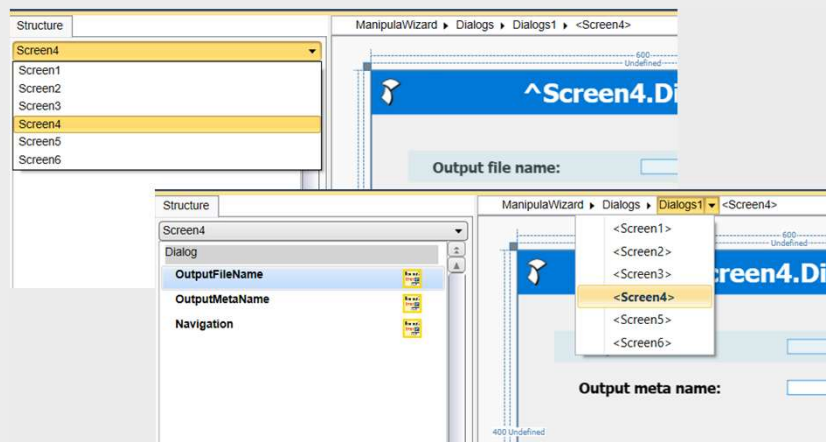 Structure
ManipulaWizard Dialogs Dialogs1 <Screen4>
Screen4
Screen1
Screen2
Screen3
Screen4
Screen5
Screen6
600
Undefined
^Screen4.Di
Output file name:
Structure
ManipulaWizard Dialogs Dialogs1 <Screen4>
Screen4
Dialog
OutputFileName
OutputMetaName
Navigation
<Screen1>
<Screen2>
<Screen3>
<Screen4>
<Screen5>
<Screen6>
600
Undefined
creen4.Di
Output meta name:
400 Undefined